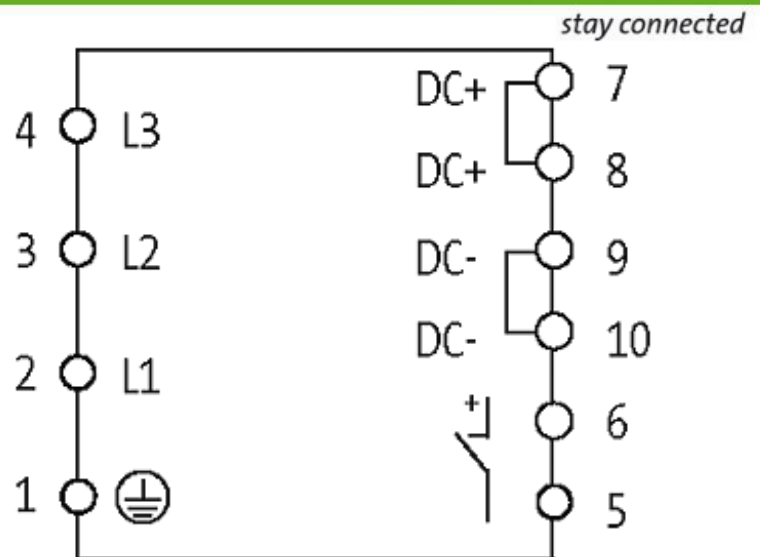 stay connected
DC+ 7
4 L3
DC+ 8
3 L2
DC- 9
DC- 10
2 L1
+
6
1
5